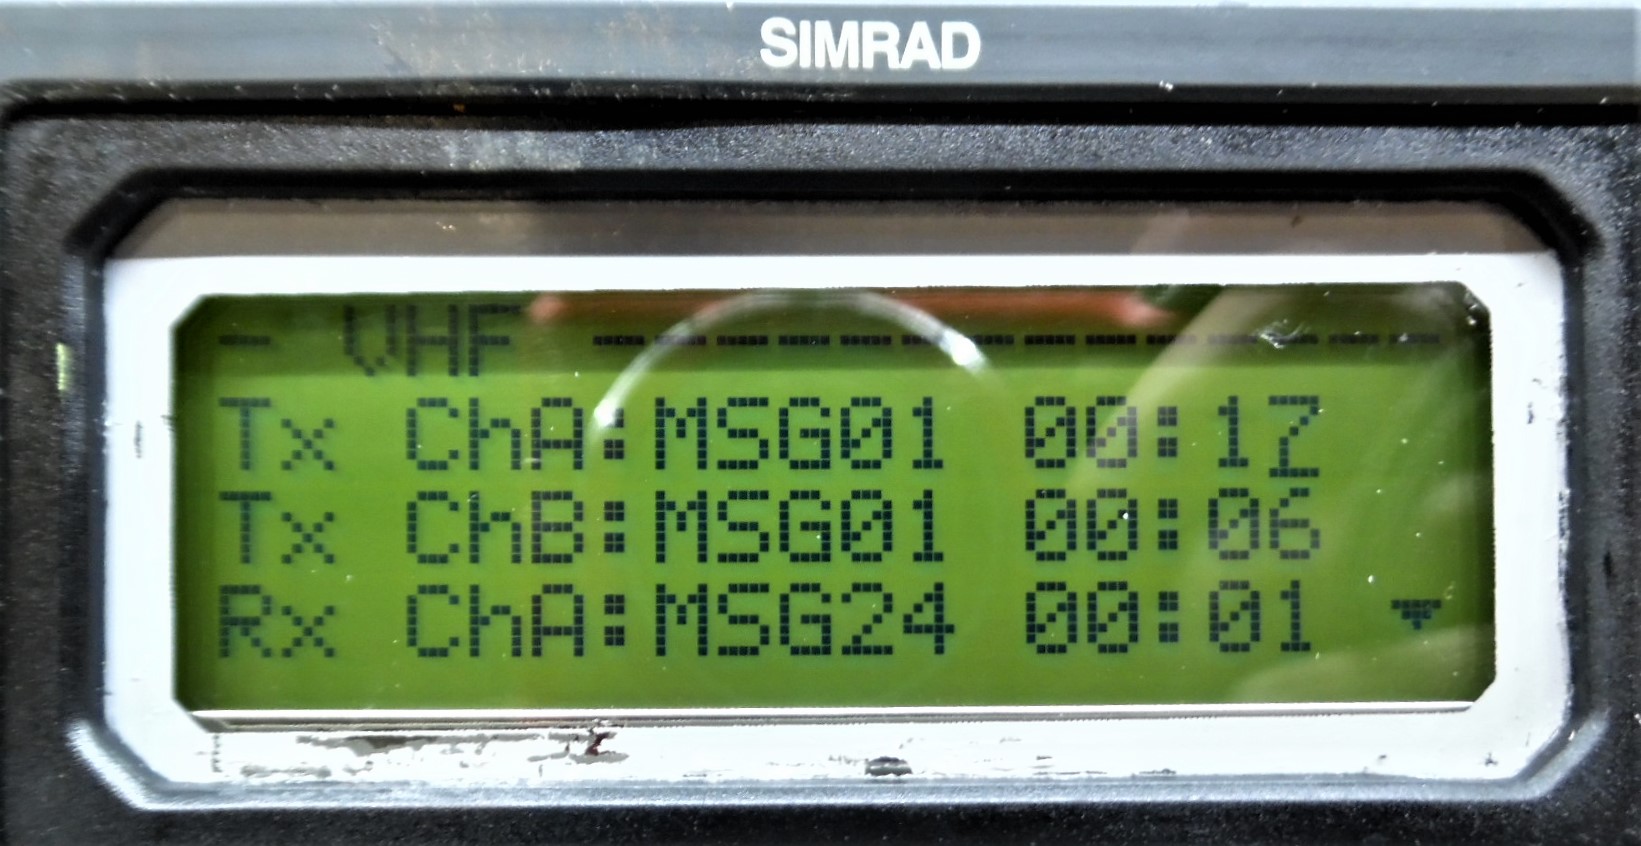 SIMRAD
- VHF --------------
Tx ChA:MSG01 00:17
Tx ChB:MSG01 00:06
Rx ChA:MSG24 00:01